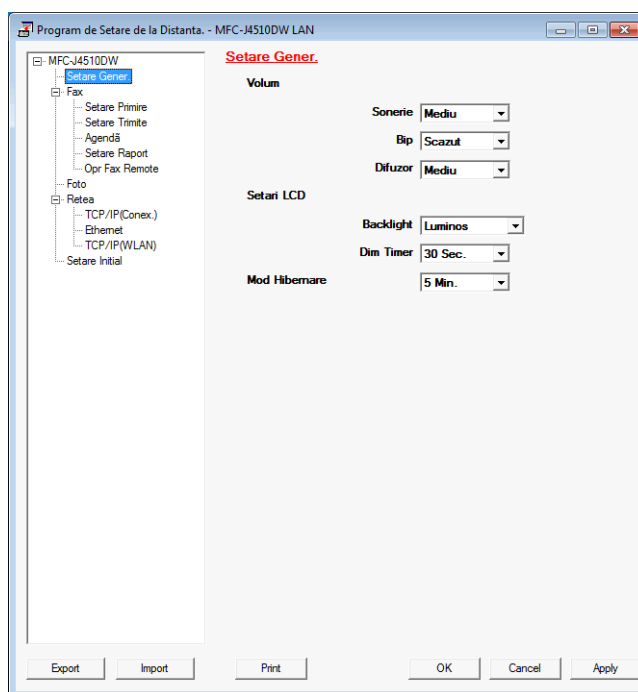 Program de Setare de la Distanta. - MFC-J4510DW LAN
MFC-J4510DW
Setare Gener.
Fax
Setare Primire
Setare Trimite
Agendã
Setare Raport
Opr Fax Remote
Foto
Retea
TCP/IP(Conex.)
Ethernet
TCP/IP(WLAN)
Setare Initial
Setare Gener.
Volum
Sonerie Mediu
Bip Scazut
Difuzor Mediu
Setari LCD
Backlight Luminos
Dim Timer 30 Sec.
Mod Hibernare 5 Min.
Export Import Print OK Cancel Apply